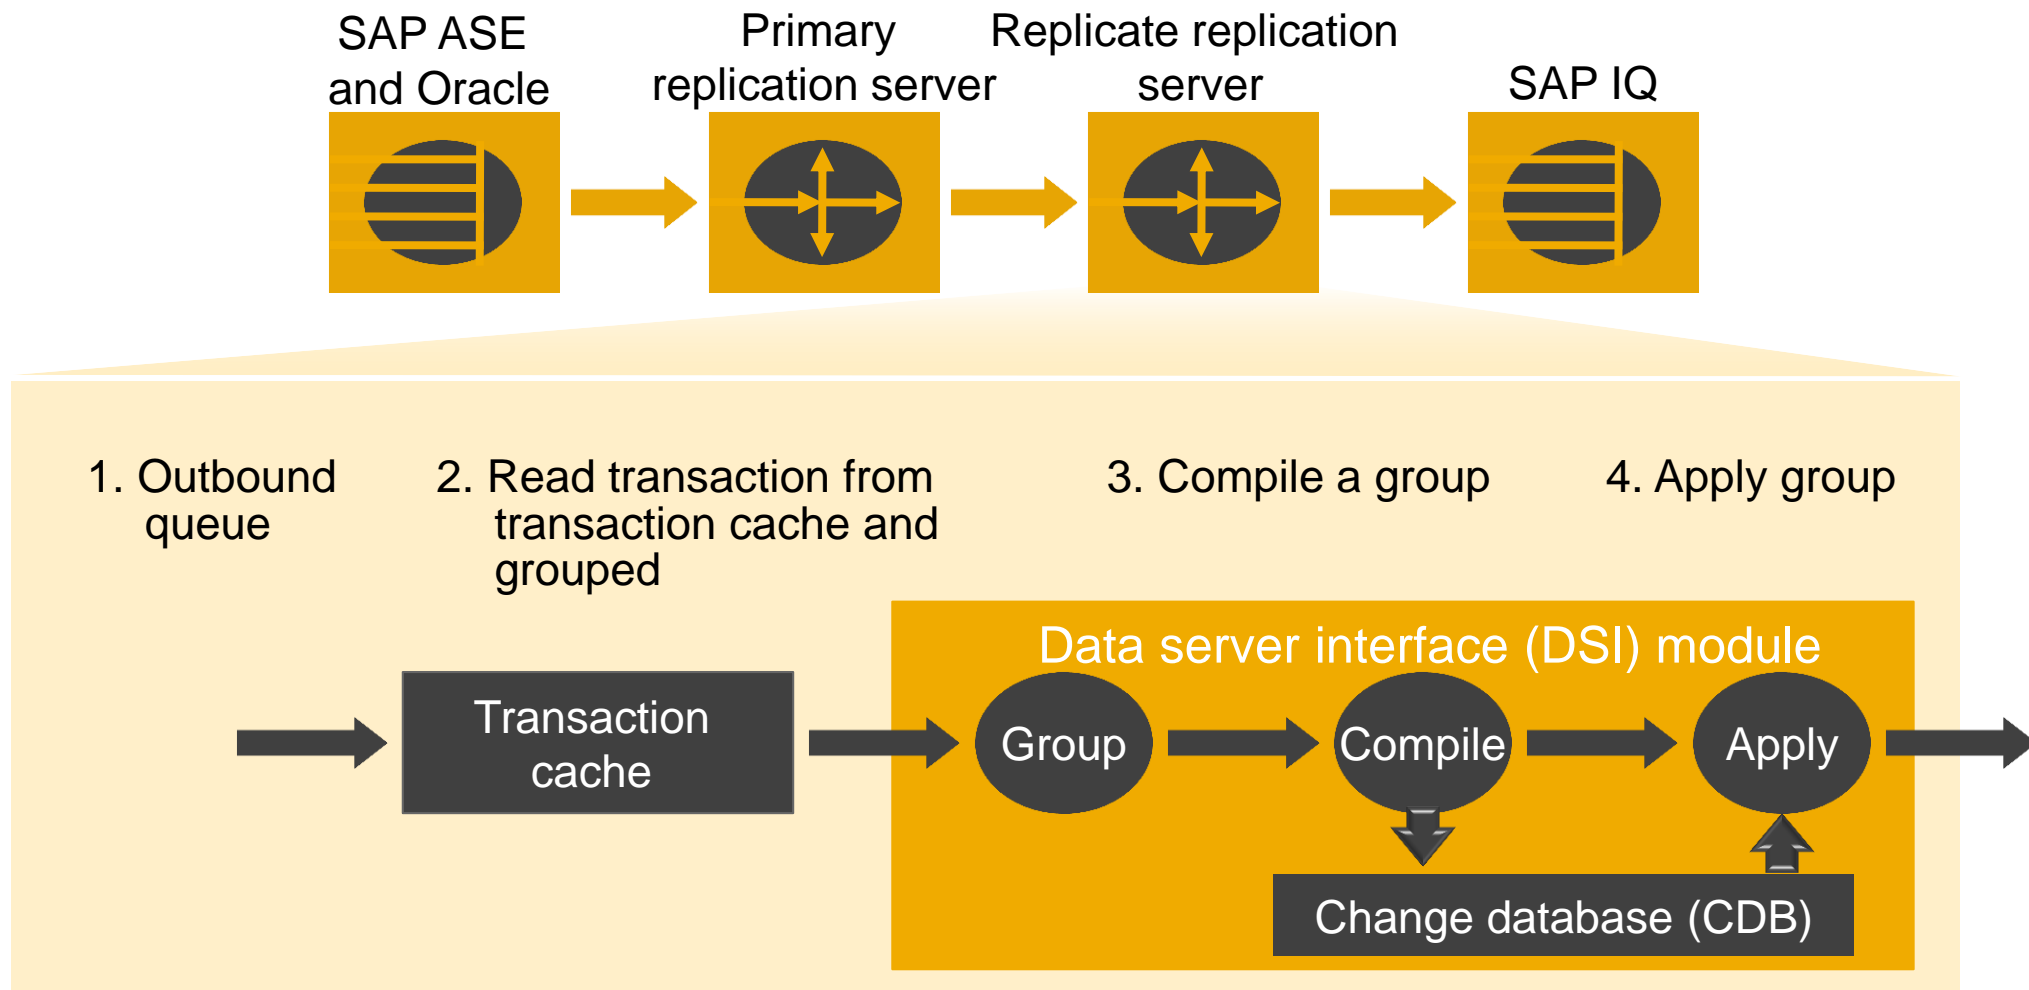 SAP ASE
and Oracle
Primary
replication server
Replicate replication
server
SAP IQ
1. Outbound
queue
2. Read transaction from
transaction cache and
grouped
3. Compile a group
4. Apply group
Data server interface (DSI) module
Transaction
cache
Group
Compile
Apply
Change database (CDB)